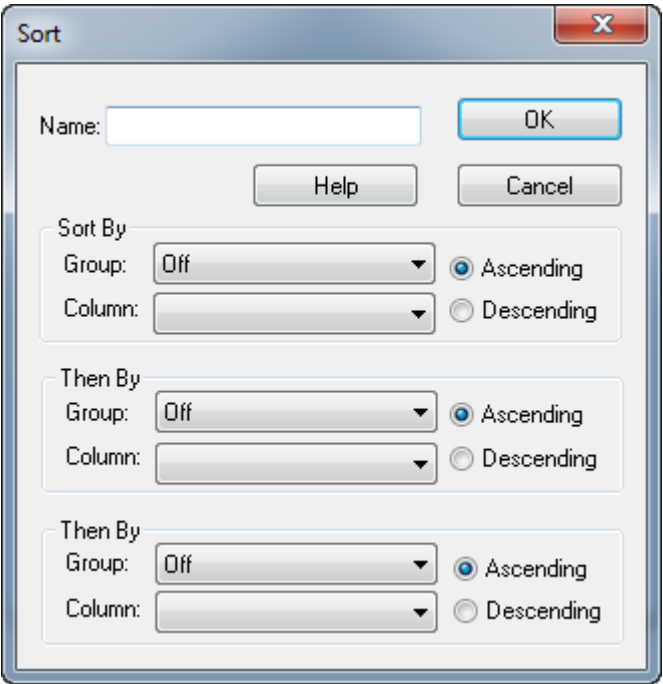 Sort
Name:
OK
Help
Cancel
Sort By
Group:
Off
Ascending
Column:
Descending
Then By
Group:
Off
Ascending
Column:
Descending
Then By
Group:
Off
Ascending
Column:
Descending